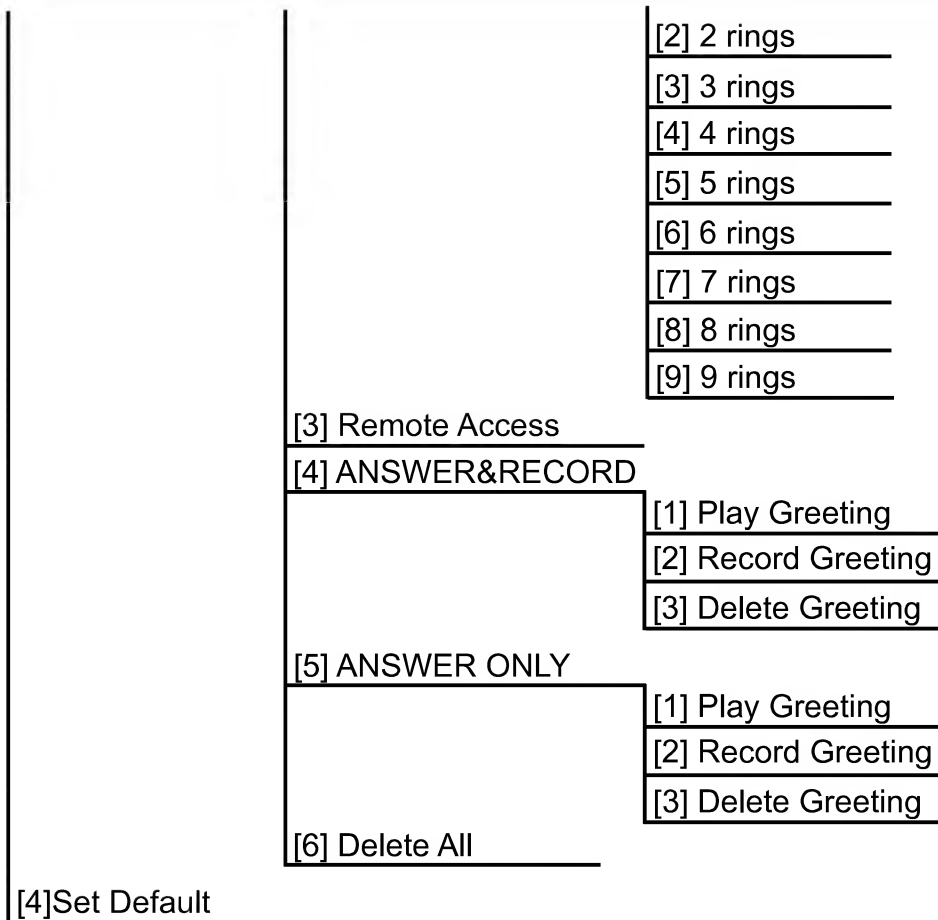 [2] 2 rings
[3] 3 rings
[4] 4 rings
[5] 5 rings
[6] 6 rings
[7] 7 rings
[8] 8 rings
[9] 9 rings
[3] Remote Access
[4] ANSWER&RECORD
[1] Play Greeting
[2] Record Greeting
[3] Delete Greeting
[5] ANSWER ONLY
[1] Play Greeting
[2] Record Greeting
[3] Delete Greeting
[6] Delete All
[4]Set Default